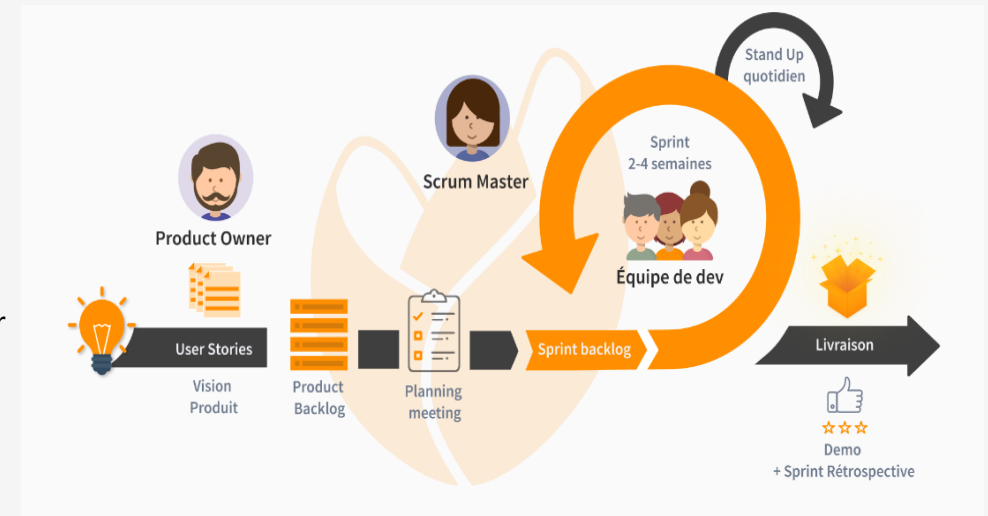 Stand Up
quotidien
Sprint
2-4 semaines
Scrum Master
Product Owner
Équipe de dev
r
User Stories
Sprint backlog
Livraison
Vision
Produit
Product
Backlog
Planning
meeting
Demo
+ Sprint Rétrospective